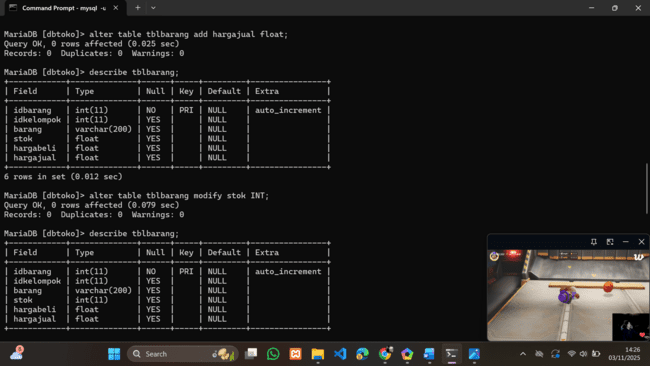 Command Prompt - mysql -u
MariaDB [dbtoko]> alter table tblbarang add hargajual float;
Query OK, 0 rows affected (0.025 sec)
Records: 0  Duplicates: 0  Warnings: 0
MariaDB [dbtoko]> describe tblbarang;
+------------+--------------+------+-----+---------+----------------+
| Field      | Type         | Null | Key | Default | Extra          |
+------------+--------------+------+-----+---------+----------------+
| idbarang   | int(11)      | NO   | PRI | NULL    | auto_increment |
| idkelompok | int(11)      | YES  |     | NULL    |                |
| barang     | varchar(200) | YES  |     | NULL    |                |
| stok       | float        | YES  |     | NULL    |                |
| hargabeli  | float        | YES  |     | NULL    |                |
| hargajual  | float        | YES  |     | NULL    |                |
+------------+--------------+------+-----+---------+----------------+
6 rows in set (0.012 sec)
MariaDB [dbtoko]> alter table tblbarang modify stok INT;
Query OK, 0 rows affected (0.079 sec)
Records: 0  Duplicates: 0  Warnings: 0
MariaDB [dbtoko]> describe tblbarang;
+------------+--------------+------+-----+---------+----------------+
| Field      | Type         | Null | Key | Default | Extra          |
+------------+--------------+------+-----+---------+----------------+
| idbarang   | int(11)      | NO   | PRI | NULL    | auto_increment |
| idkelompok | int(11)      | YES  |     | NULL    |                |
| barang     | varchar(200) | YES  |     | NULL    |                |
| stok       | int(11)      | YES  |     | NULL    |                |
| hargabeli  | float        | YES  |     | NULL    |                |
| hargajual  | float        | YES  |     | NULL    |                |
+------------+--------------+------+-----+---------+----------------+
Search
14:26
03/11/2025